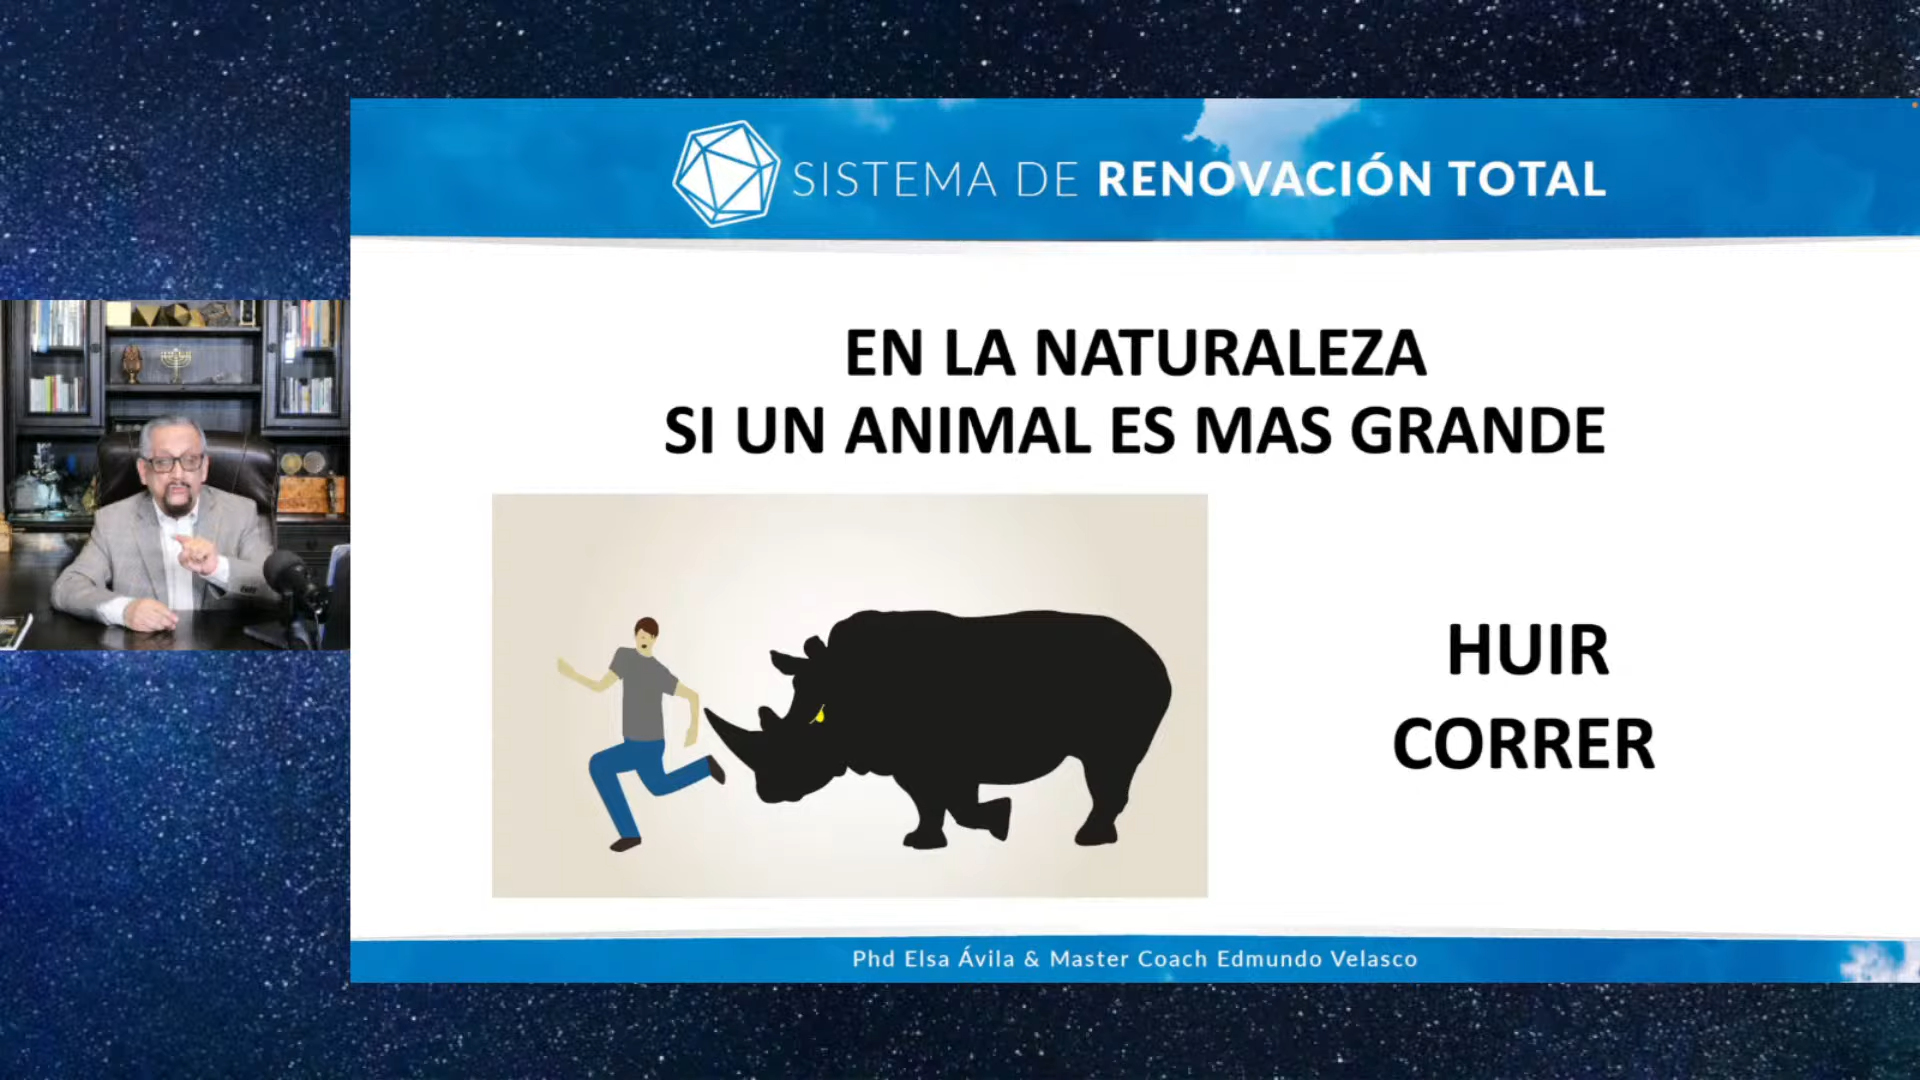 SISTEMA DE RENOVACIÓN TOTAL
EN LA NATURALEZA
SI UN ANIMAL ES MAS GRANDE
HUIR
CORRER
Phd Elsa Ávila & Master Coach Edmundo Velasco